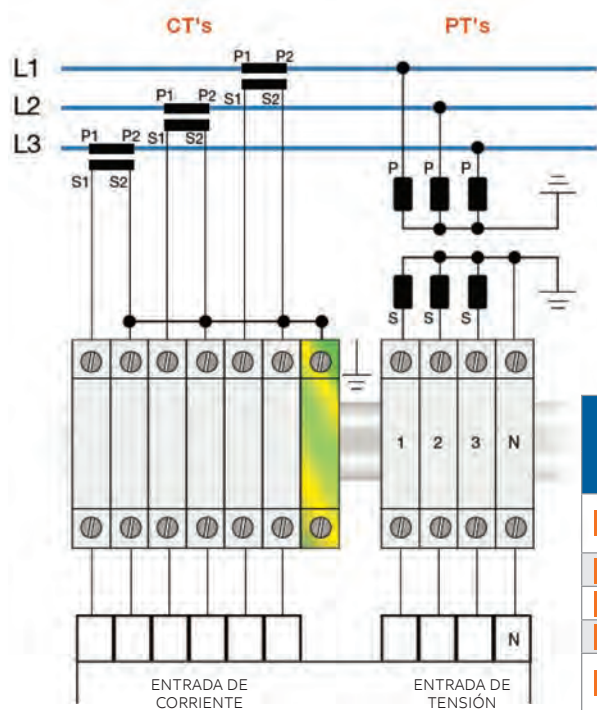 CT's PT's
P1 P2
L1
P1 P2 S1 S2
L2
P1 P2 S1 S2
L3
S1 S2
P P P
S S S
1 2 3 N
N
ENTRADA DE CORRIENTE
ENTRADA DE TENSIÓN